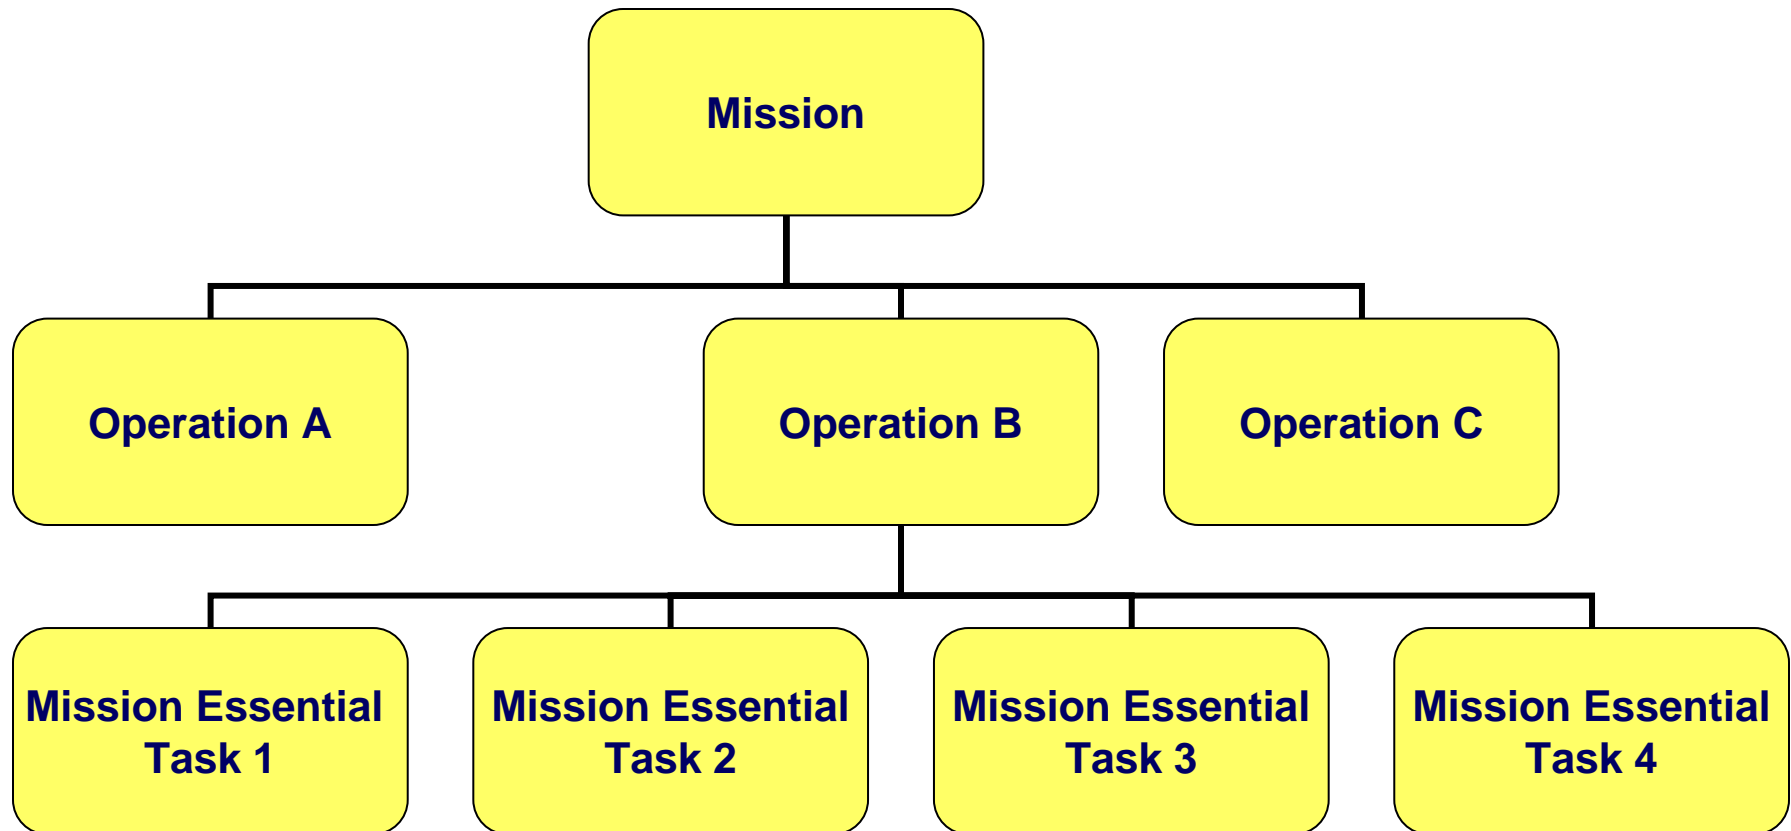 Mission
Operation A
Operation B
Operation C
Mission Essential
Task 1
Mission Essential
Task 2
Mission Essential
Task 3
Mission Essential
Task 4